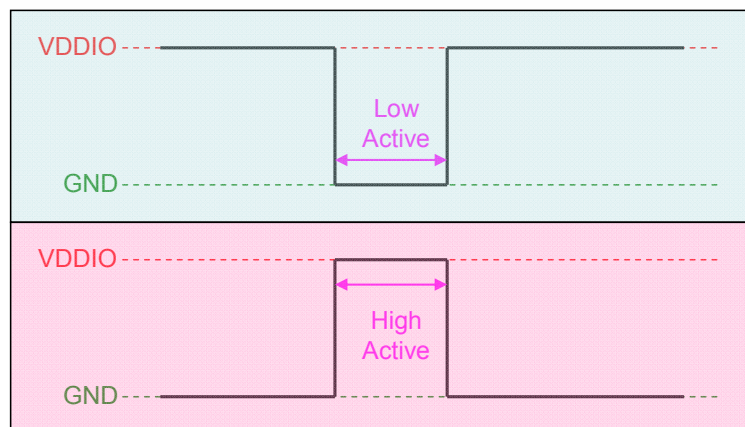 VDDIO
Low
Active
GND
VDDIO
High
Active
GND